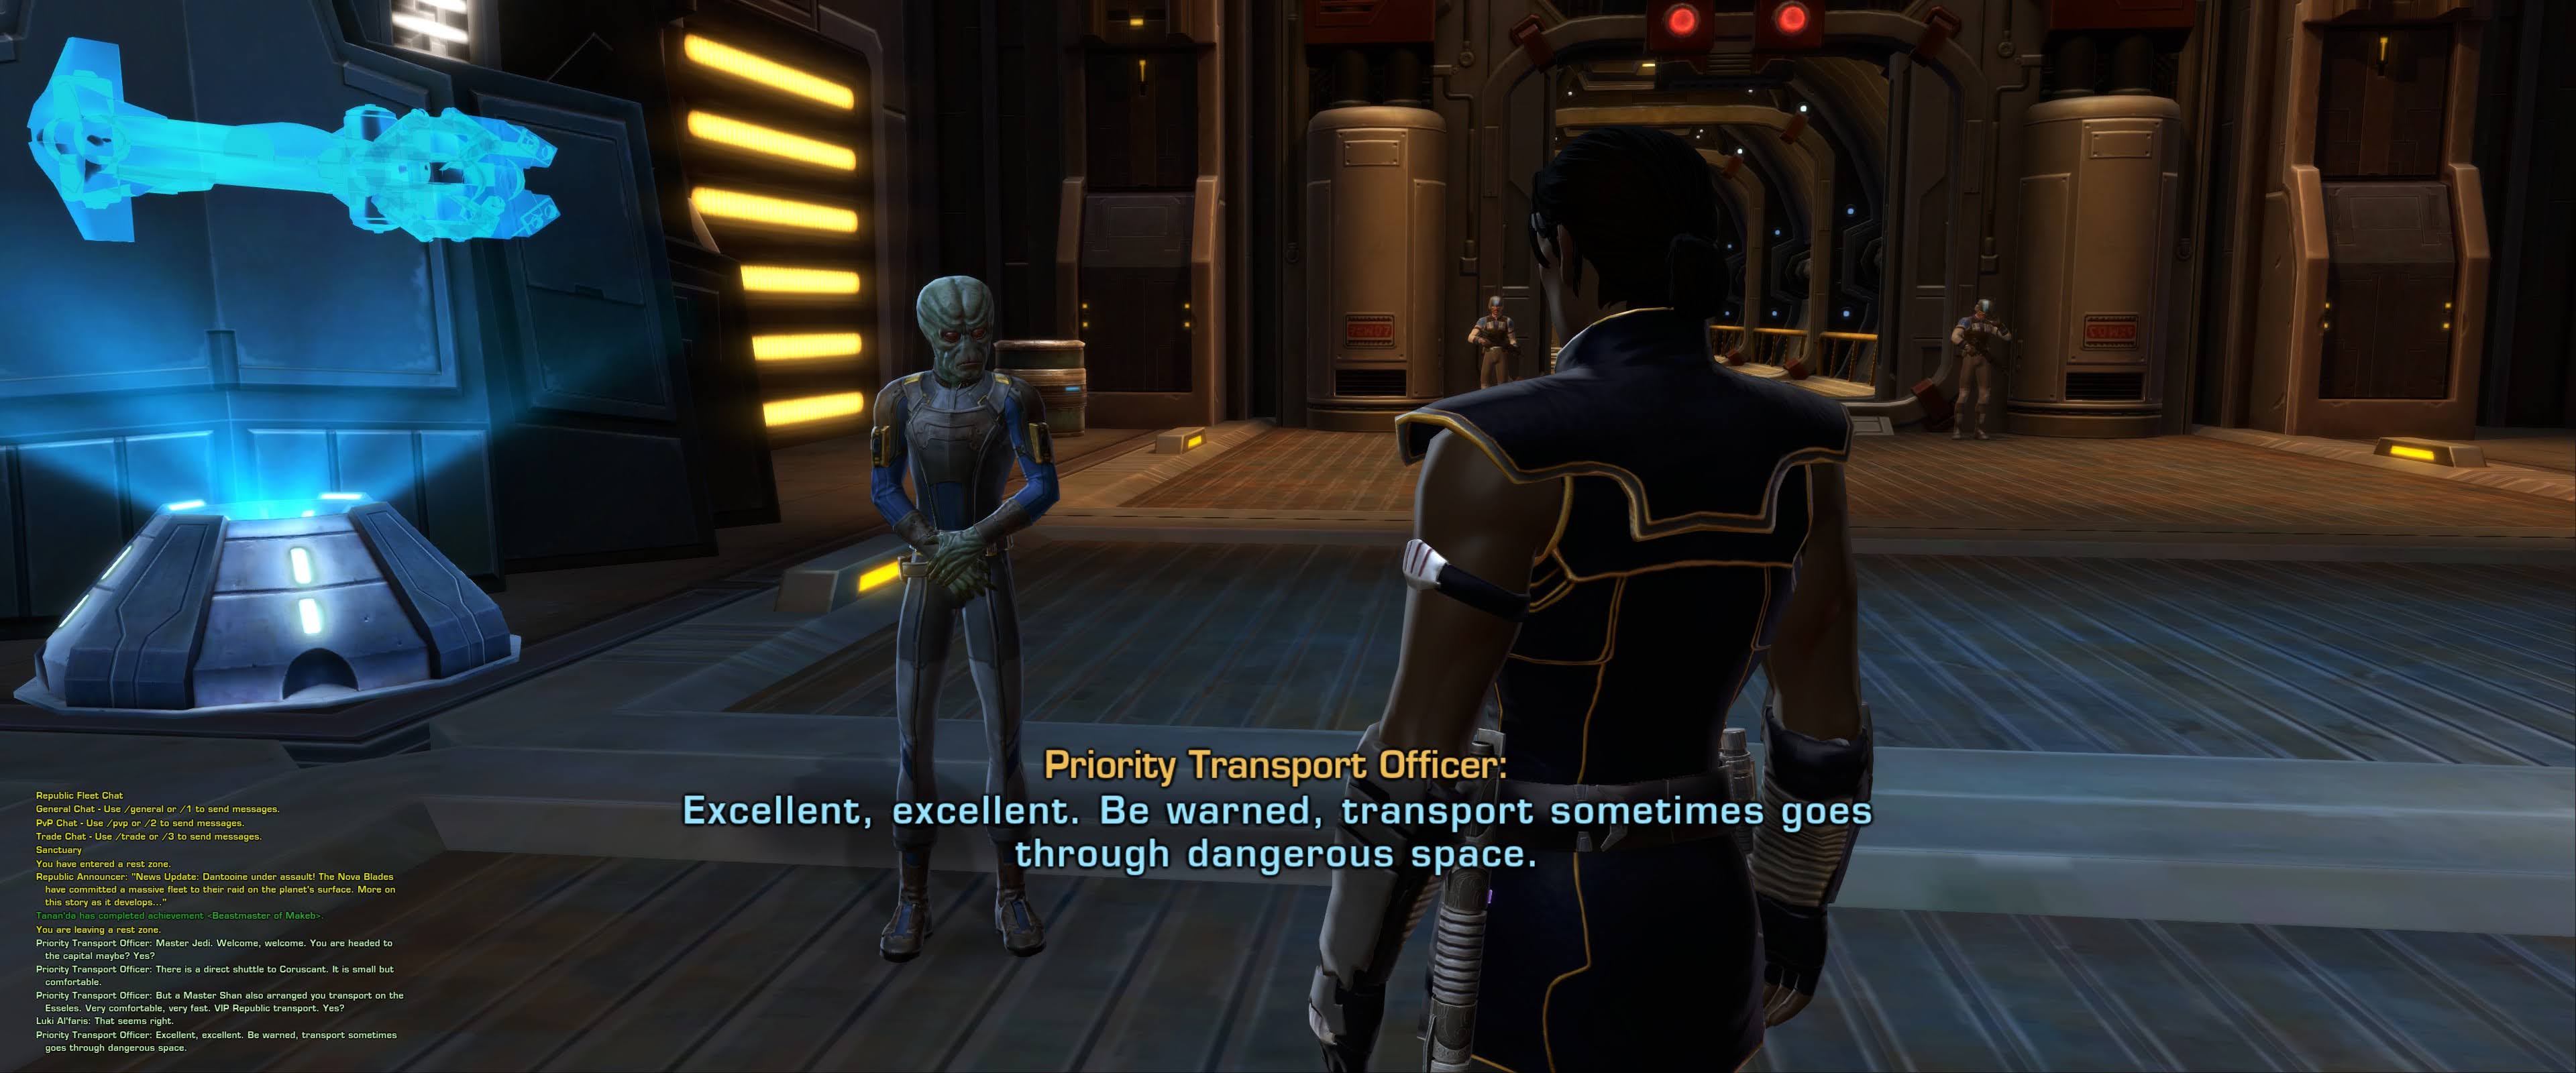 Priority Transport Officer:
Excellent, excellent. Be warned, transport sometimes goes
through dangerous space.
Republic Fleet Chat
General Chat - Use /general or /1 to send messages.
PvP Chat - Use /pvp or /2 to send messages.
Trade Chat - Use /trade or /3 to send messages.
Sanctuary
You have entered a rest zone.
Republic Announcer: "News Update: Dantooine under assault! The Nova Blades
have committed a massive fleet to their raid on the planet's surface. More on
this story as it develops..."
Tanan'da has completed achievement <Beastmaster of Makeb>.
You are leaving a rest zone.
Priority Transport Officer: Master Jedi. Welcome, welcome. You are headed to
the capital maybe? Yes?
Priority Transport Officer: There is a direct shuttle to Coruscant. It is small but
comfortable.
Priority Transport Officer: But a Master Shan also arranged you transport on the
Esseles. Very comfortable, very fast. VIP Republic transport. Yes?
Luki Al'faris: That seems right.
Priority Transport Officer: Excellent, excellent. Be warned, transport sometimes
goes through dangerous space.